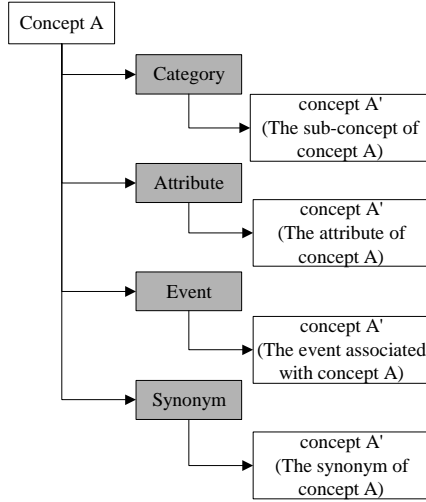 Concept A
Category
concept A'
(The sub-concept of
concept A)
Attribute
concept A'
(The attribute of
concept A)
Event
concept A'
(The event associated
with concept A)
Synonym
concept A'
(The synonym of
concept A)